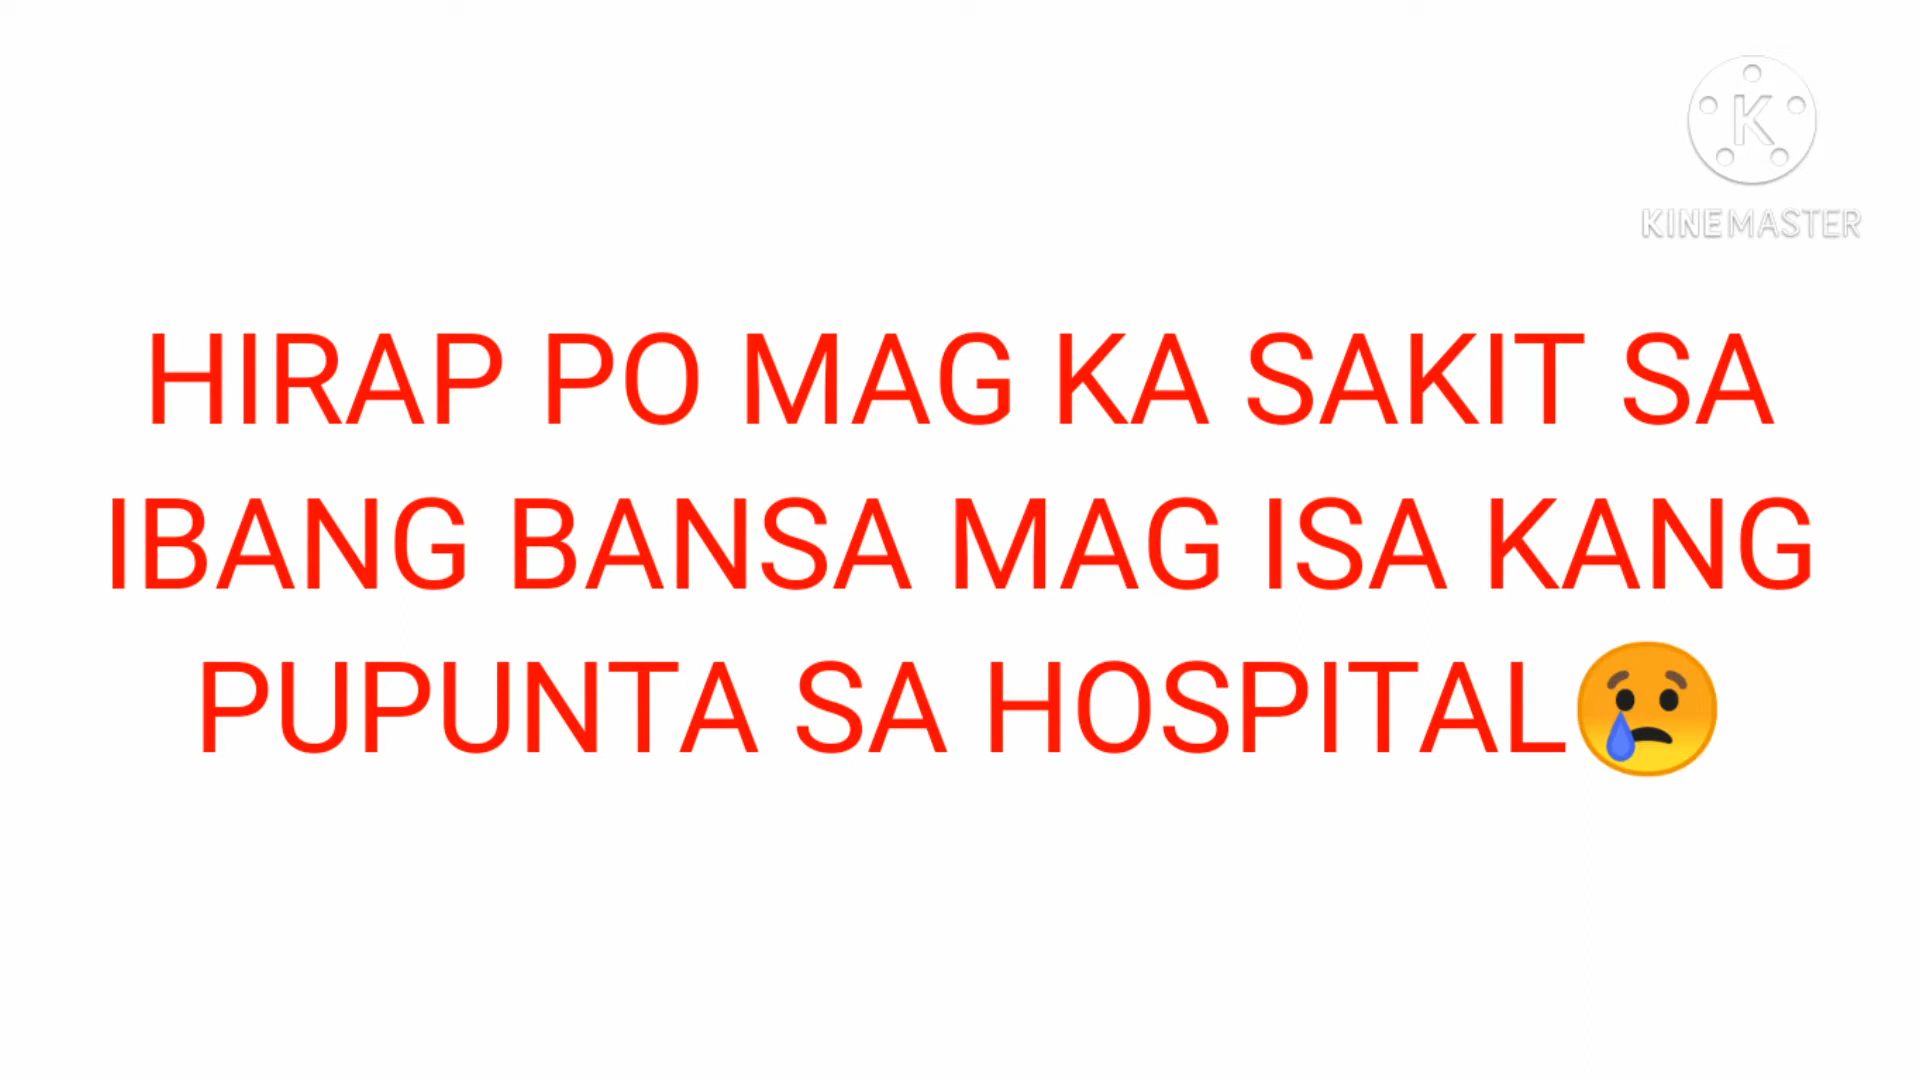 K
KINEMASTER
HIRAP PO MAG KA SAKIT SA
IBANG BANSA MAG ISA KANG
PUPUNTA SA HOSPITAL😢